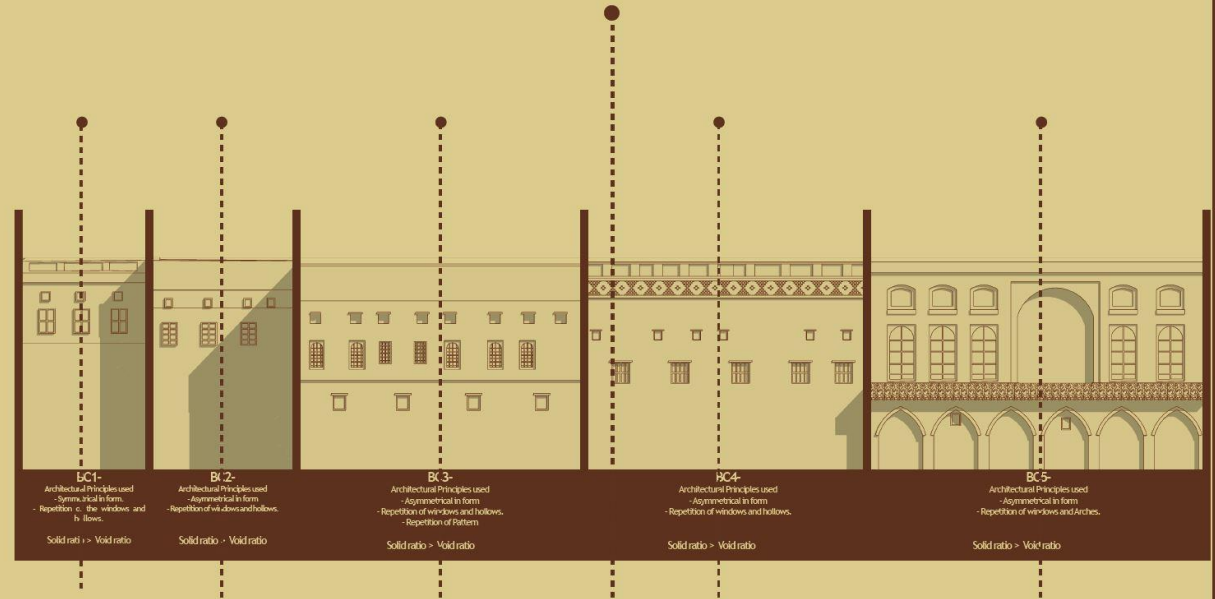 BC1-
Architectural Principles used
- Symmetrical in form.
- Repetition of the windows and
hollows.
Solid ratio > Void ratio
BC2-
Architectural Principles used
- Asymmetrical in form
- Repetition of windows and hollows.
Solid ratio > Void ratio
BC3-
Architectural Principles used
- Asymmetrical in form
- Repetition of windows and hollows.
- Repetition of Pattern
Solid ratio > Void ratio
BC4-
Architectural Principles used
- Asymmetrical in form
- Repetition of windows and hollows.
Solid ratio > Void ratio
BC5-
Architectural Principles used
- Asymmetrical in form
- Repetition of windows and Arches.
Solid ratio > Void ratio